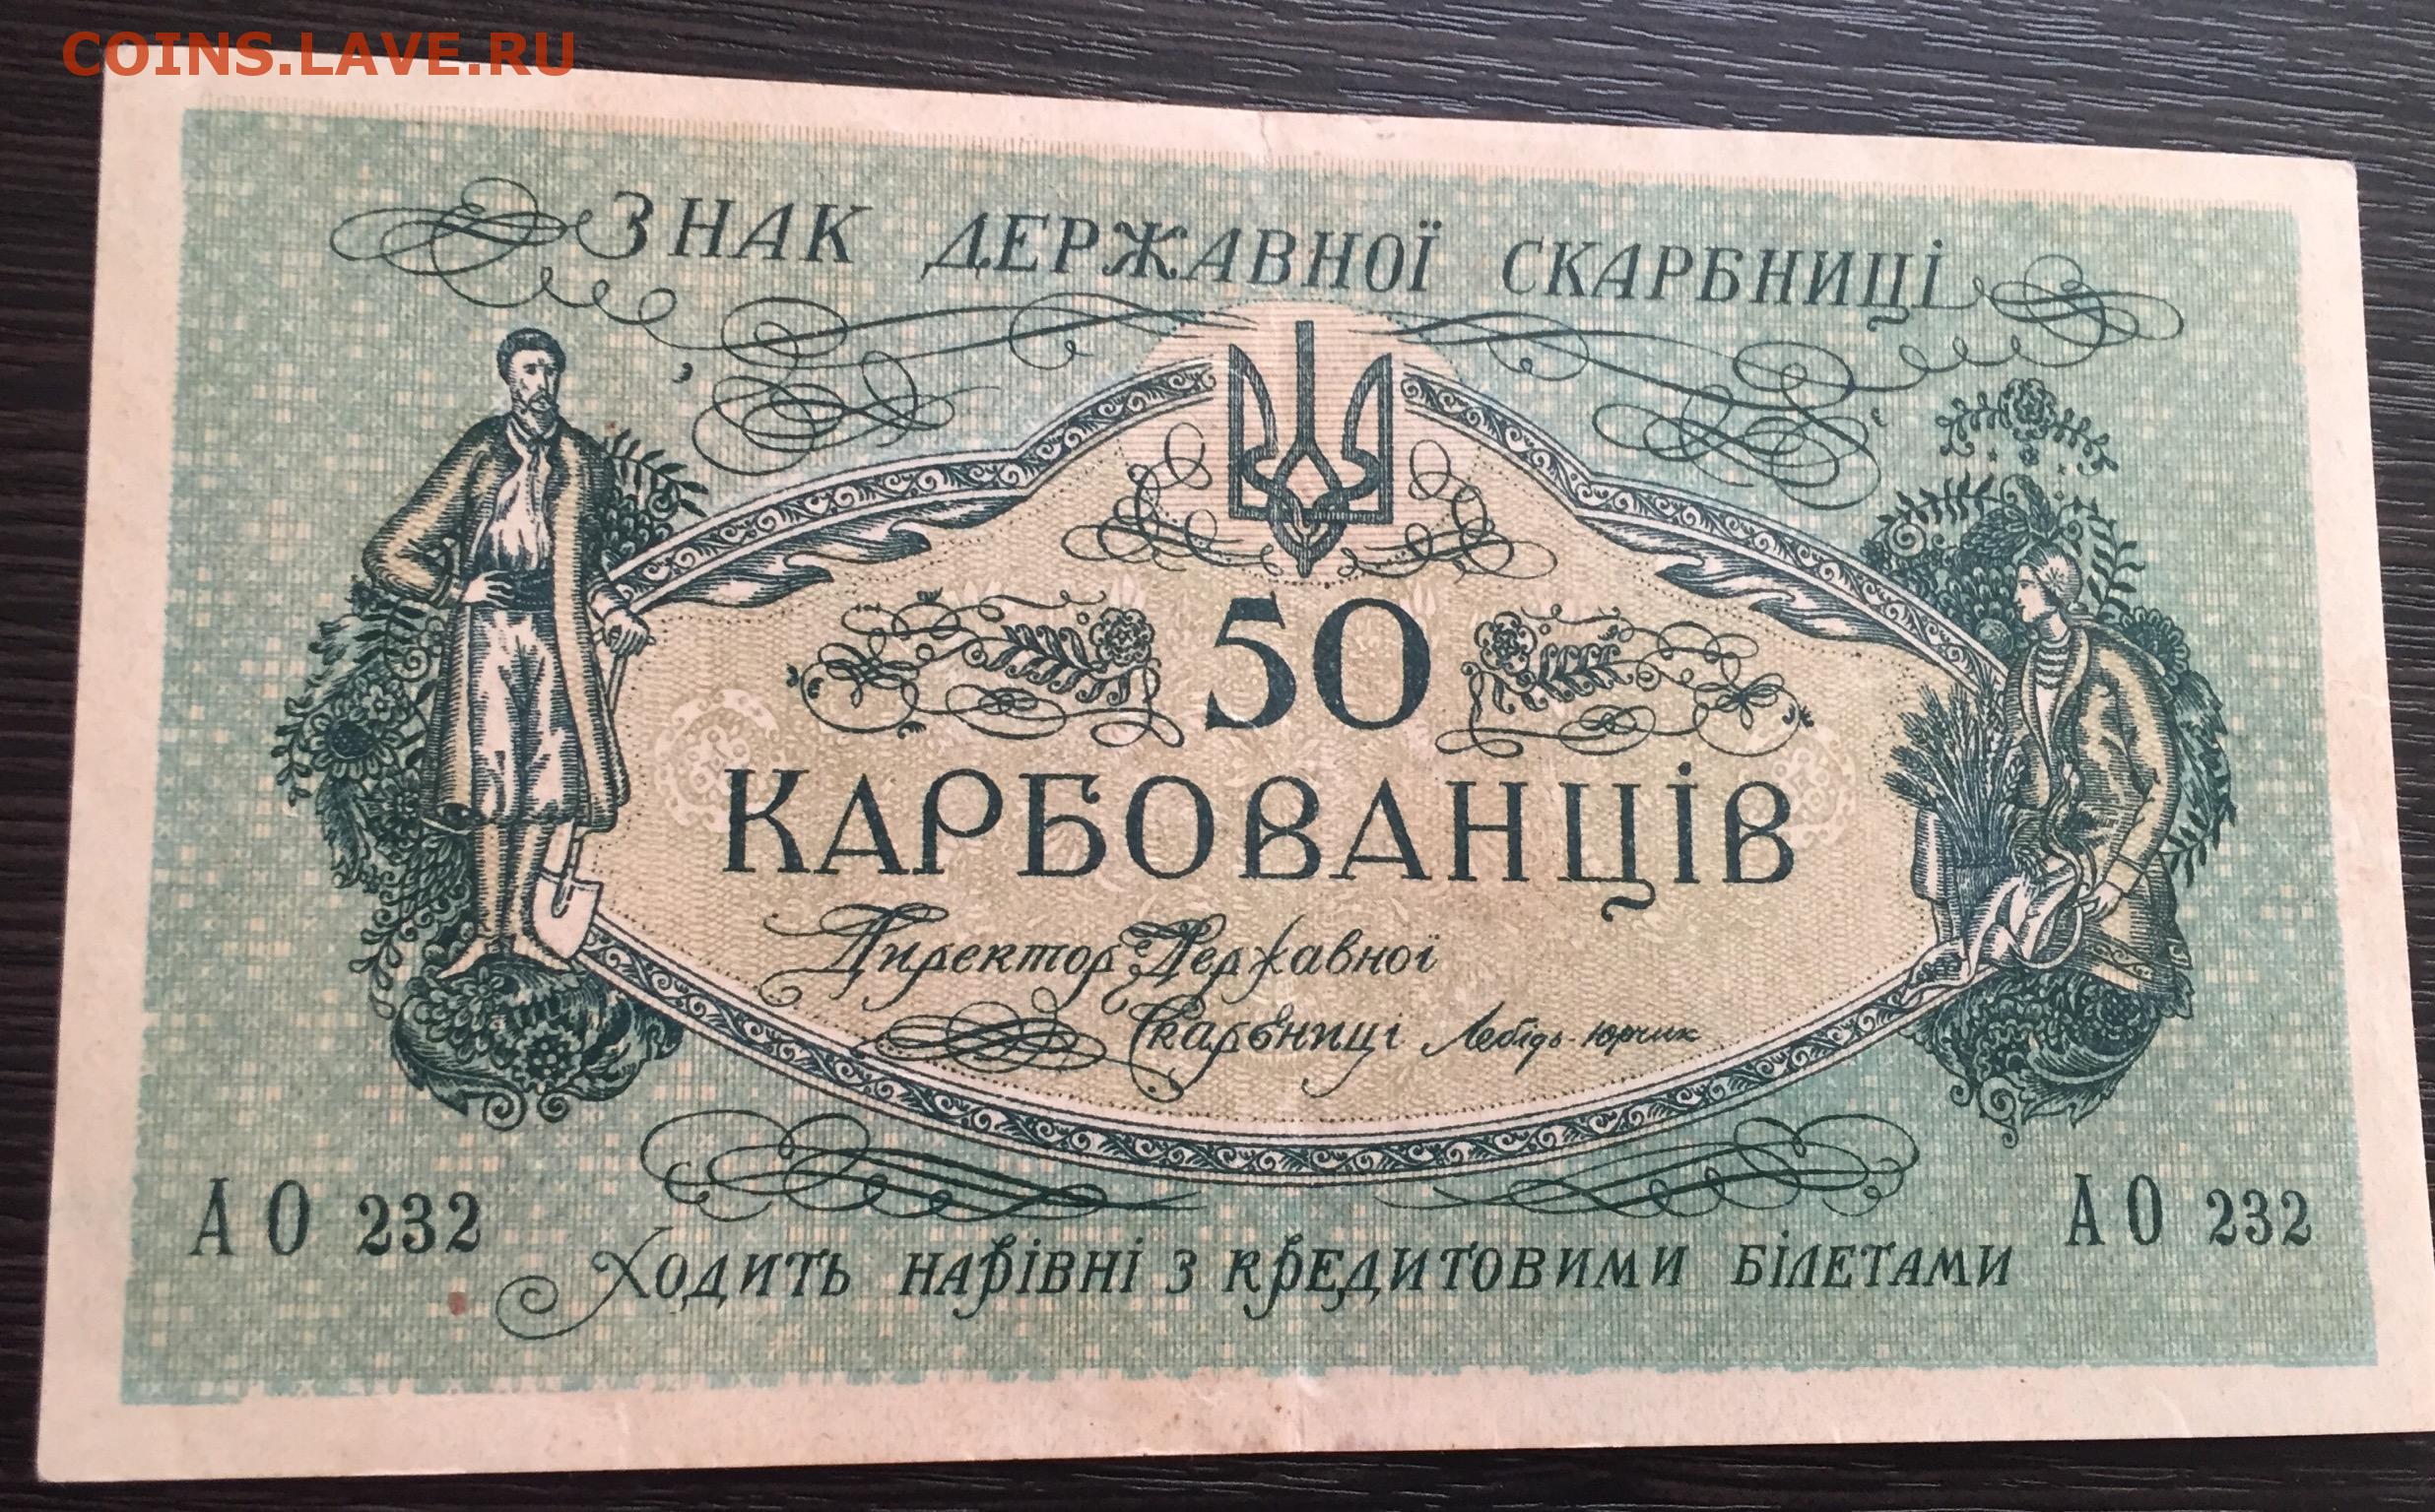 COINS.LAVE.RU
ЗНАК ДЕРЖАВНОЇ СКАРБНИЦІ
50
КАРБОВАНЦІВ
Директор Державної
Скарбниці Лебідь-Юрчик
АО 232 АО 232
Ходить нарівні з кредитовими білетами